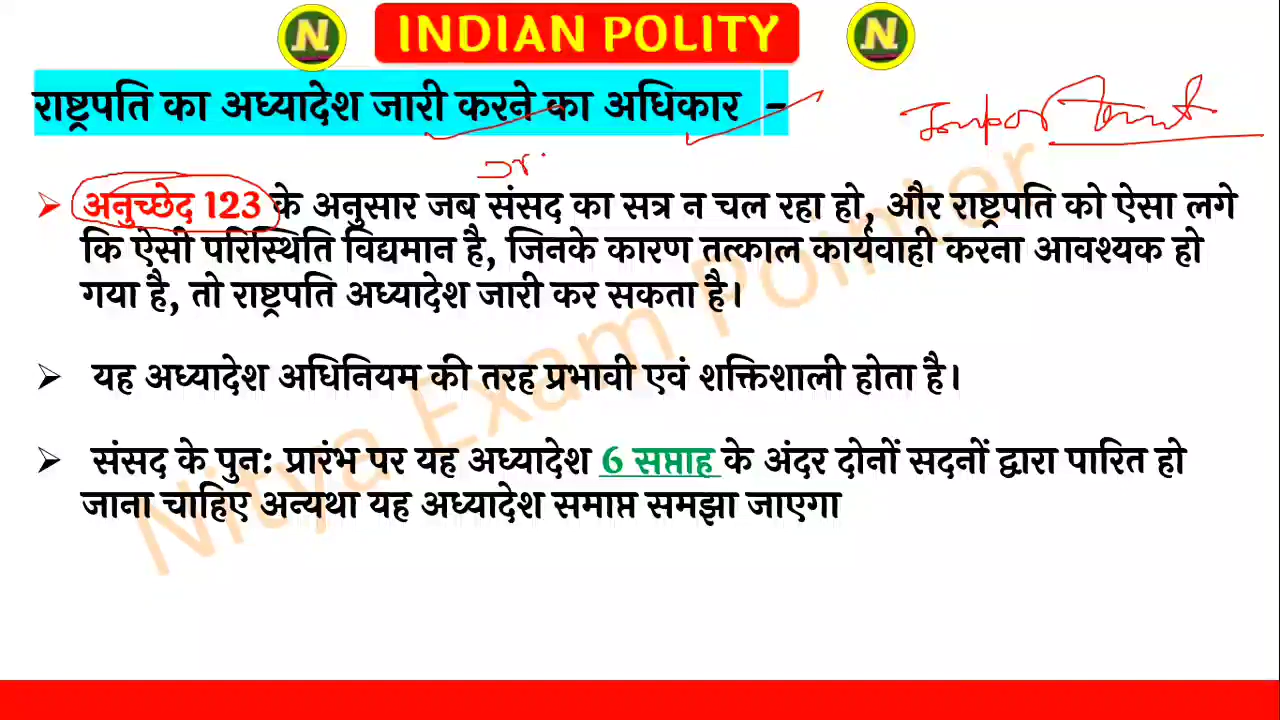 N INDIAN POLITY N
राष्ट्रपति का अध्यादेश जारी करने का अधिकार –
Important
➢ अनुच्छेद 123 के अनुसार जब संसद का सत्र न चल रहा हो, और राष्ट्रपति को ऐसा लगे
कि ऐसी परिस्थिति विद्यमान है, जिनके कारण तत्काल कार्यवाही करना आवश्यक हो
गया है, तो राष्ट्रपति अध्यादेश जारी कर सकता है।
➢ यह अध्यादेश अधिनियम की तरह प्रभावी एवं शक्तिशाली होता है।
➢ संसद के पुनः प्रारंभ पर यह अध्यादेश 6 सप्ताह के अंदर दोनों सदनों द्वारा पारित हो
जाना चाहिए अन्यथा यह अध्यादेश समाप्त समझा जाएगा
Nitya Exam Pointer